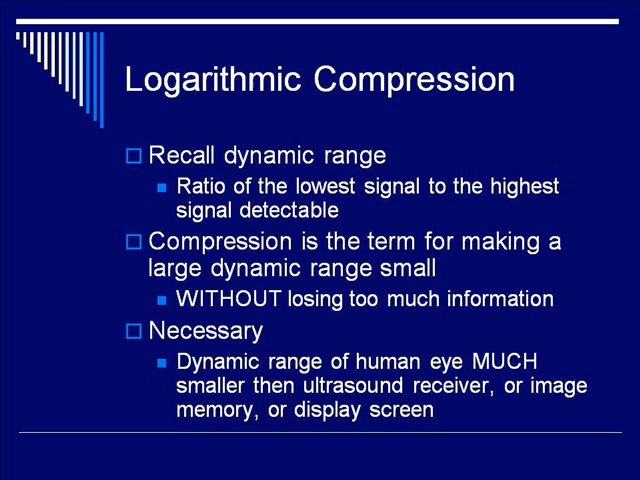 Logarithmic Compression
Recall dynamic range
Ratio of the lowest signal to the highest
signal detectable
Compression is the term for making a
large dynamic range small
WITHOUT losing too much information
Necessary
Dynamic range of human eye MUCH
smaller then ultrasound receiver, or image
memory, or display screen